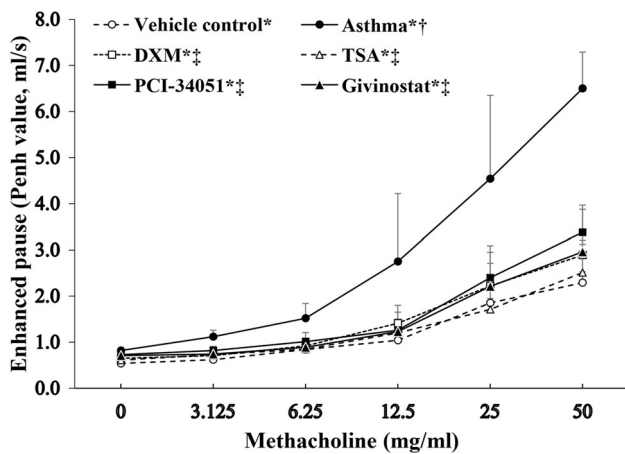 8.0
7.0
6.0
5.0
4.0
3.0
2.0
1.0
0.0
Enhanced pause (Penh value, ml/s)
Vehicle control*
Asthma*†
DXM*‡
TSA*‡
PCI-34051*‡
Givinostat*‡
0
3.125
6.25
12.5
25
50
Methacholine (mg/ml)